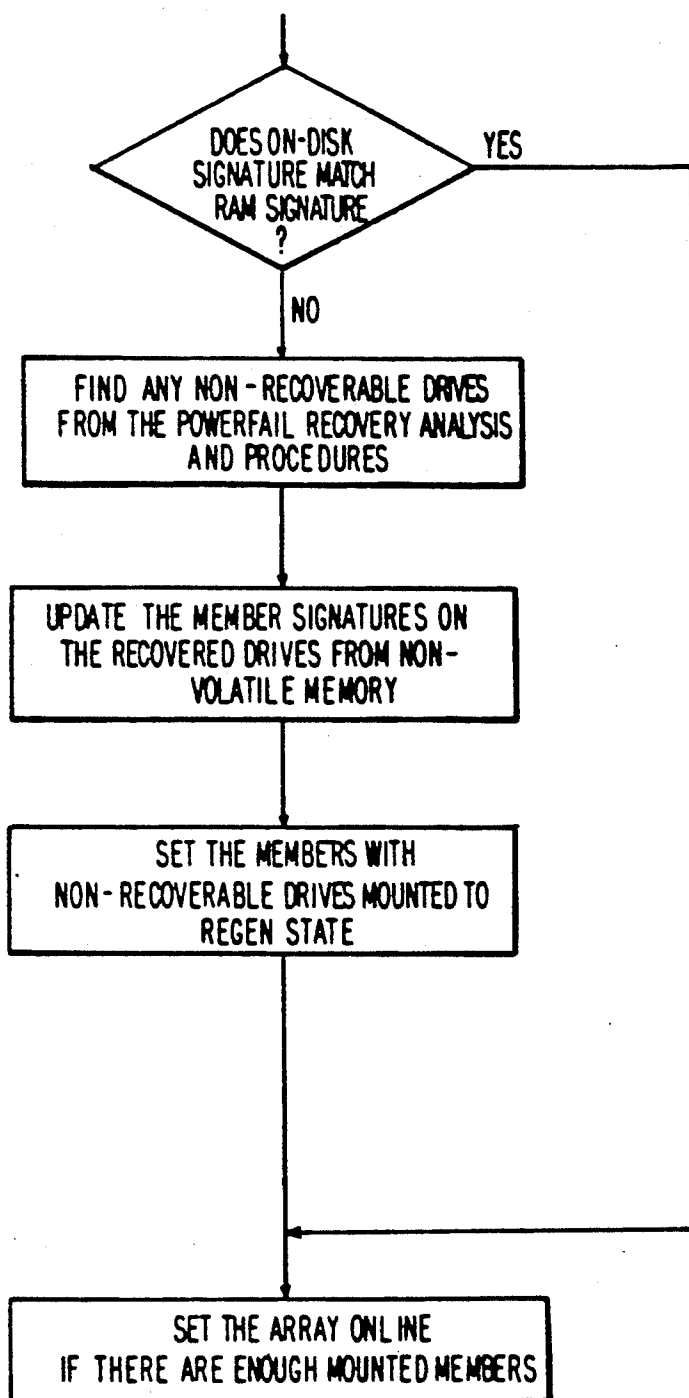 DOES ON-DISK
SIGNATURE MATCH
RAM SIGNATURE
?
YES
NO
FIND ANY NON-RECOVERABLE DRIVES
FROM THE POWERFAIL RECOVERY ANALYSIS
AND PROCEDURES
UPDATE THE MEMBER SIGNATURES ON
THE RECOVERED DRIVES FROM NON-
VOLATILE MEMORY
SET THE MEMBERS WITH
NON-RECOVERABLE DRIVES MOUNTED TO
REGEN STATE
SET THE ARRAY ONLINE
IF THERE ARE ENOUGH MOUNTED MEMBERS